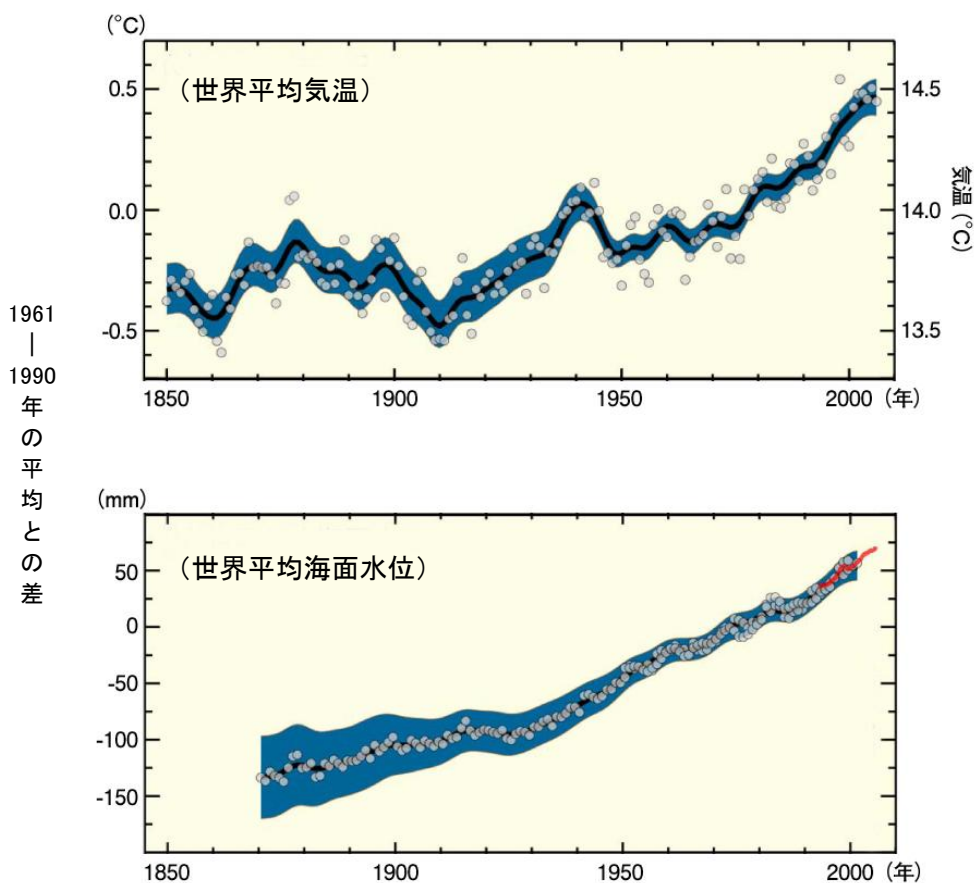 (°C)
(世界平均気温)
0.5
0.0
-0.5
14.5
14.0
13.5
気温 (°C)
1850
1900
1950
2000 (年)
1961
|
1990
年
の
平
均
と
の
差
(mm)
(世界平均海面水位)
50
0
-50
-100
-150
1850
1900
1950
2000 (年)